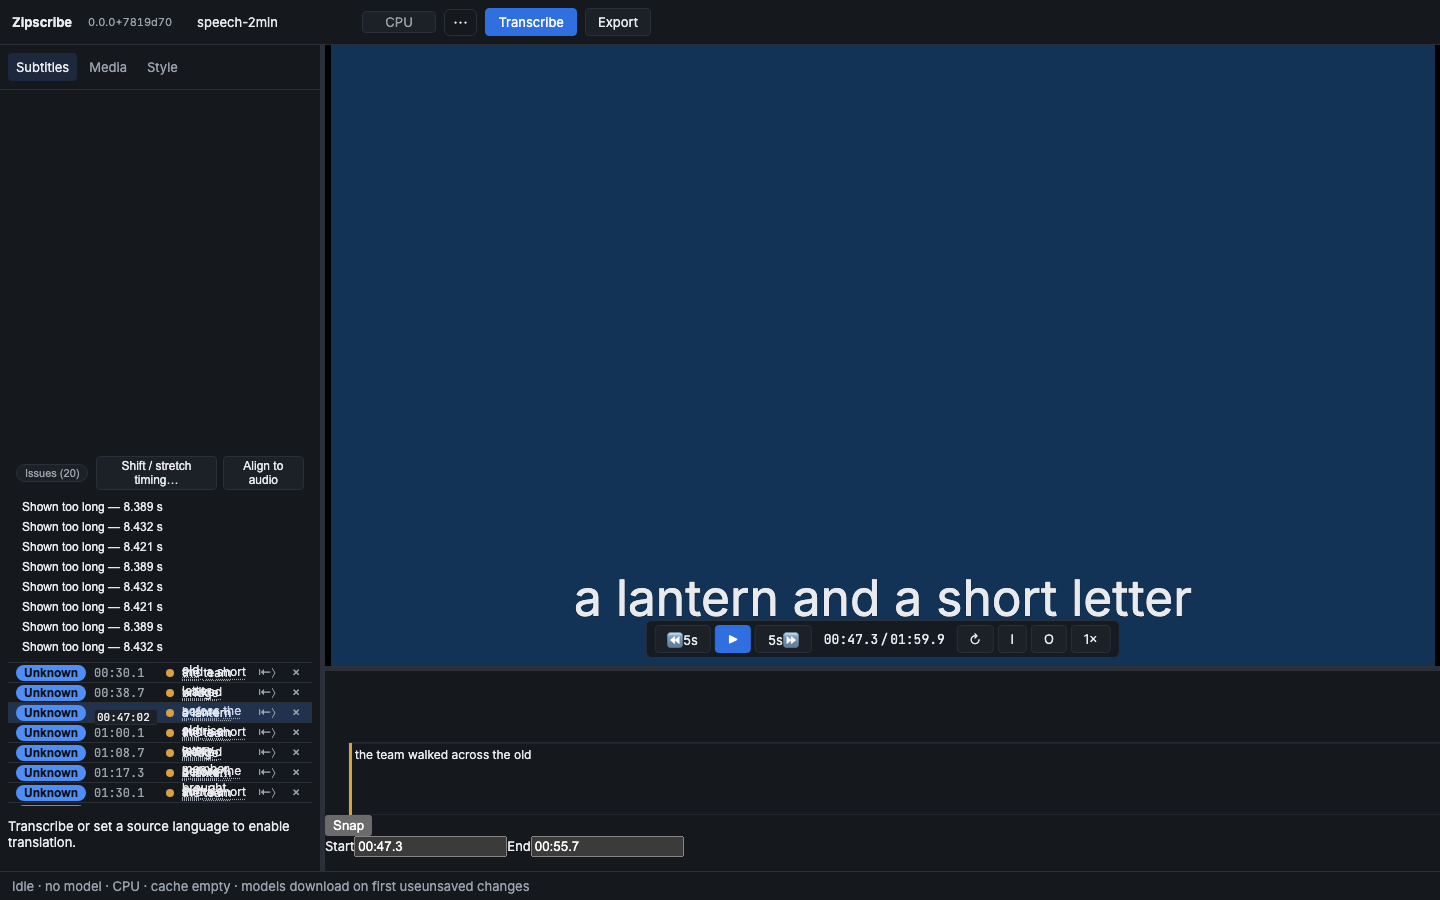 Zipscribe 0.0.0+7819d70 speech-2min CPU ··· Transcribe Export
Subtitles Media Style
Issues (20) Shift / stretch timing… Align to audio
Shown too long — 8.389 s
Shown too long — 8.432 s
Shown too long — 8.421 s
Shown too long — 8.389 s
Shown too long — 8.432 s
Shown too long — 8.421 s
Shown too long — 8.389 s
Shown too long — 8.432 s
Unknown 00:30.1 ×
Unknown 00:38.7 ×
Unknown 00:47:02 ×
Unknown 01:00.1 ×
Unknown 01:08.7 ×
Unknown 01:17.3 ×
Unknown 01:30.1 ×
Transcribe or set a source language to enable
translation.
a lantern and a short letter
5s 5s 00:47.3 / 01:59.9 I O 1×
the team walked across the old
Snap
Start 00:47.3 End 00:55.7
Idle · no model · CPU · cache empty · models download on first useunsaved changes